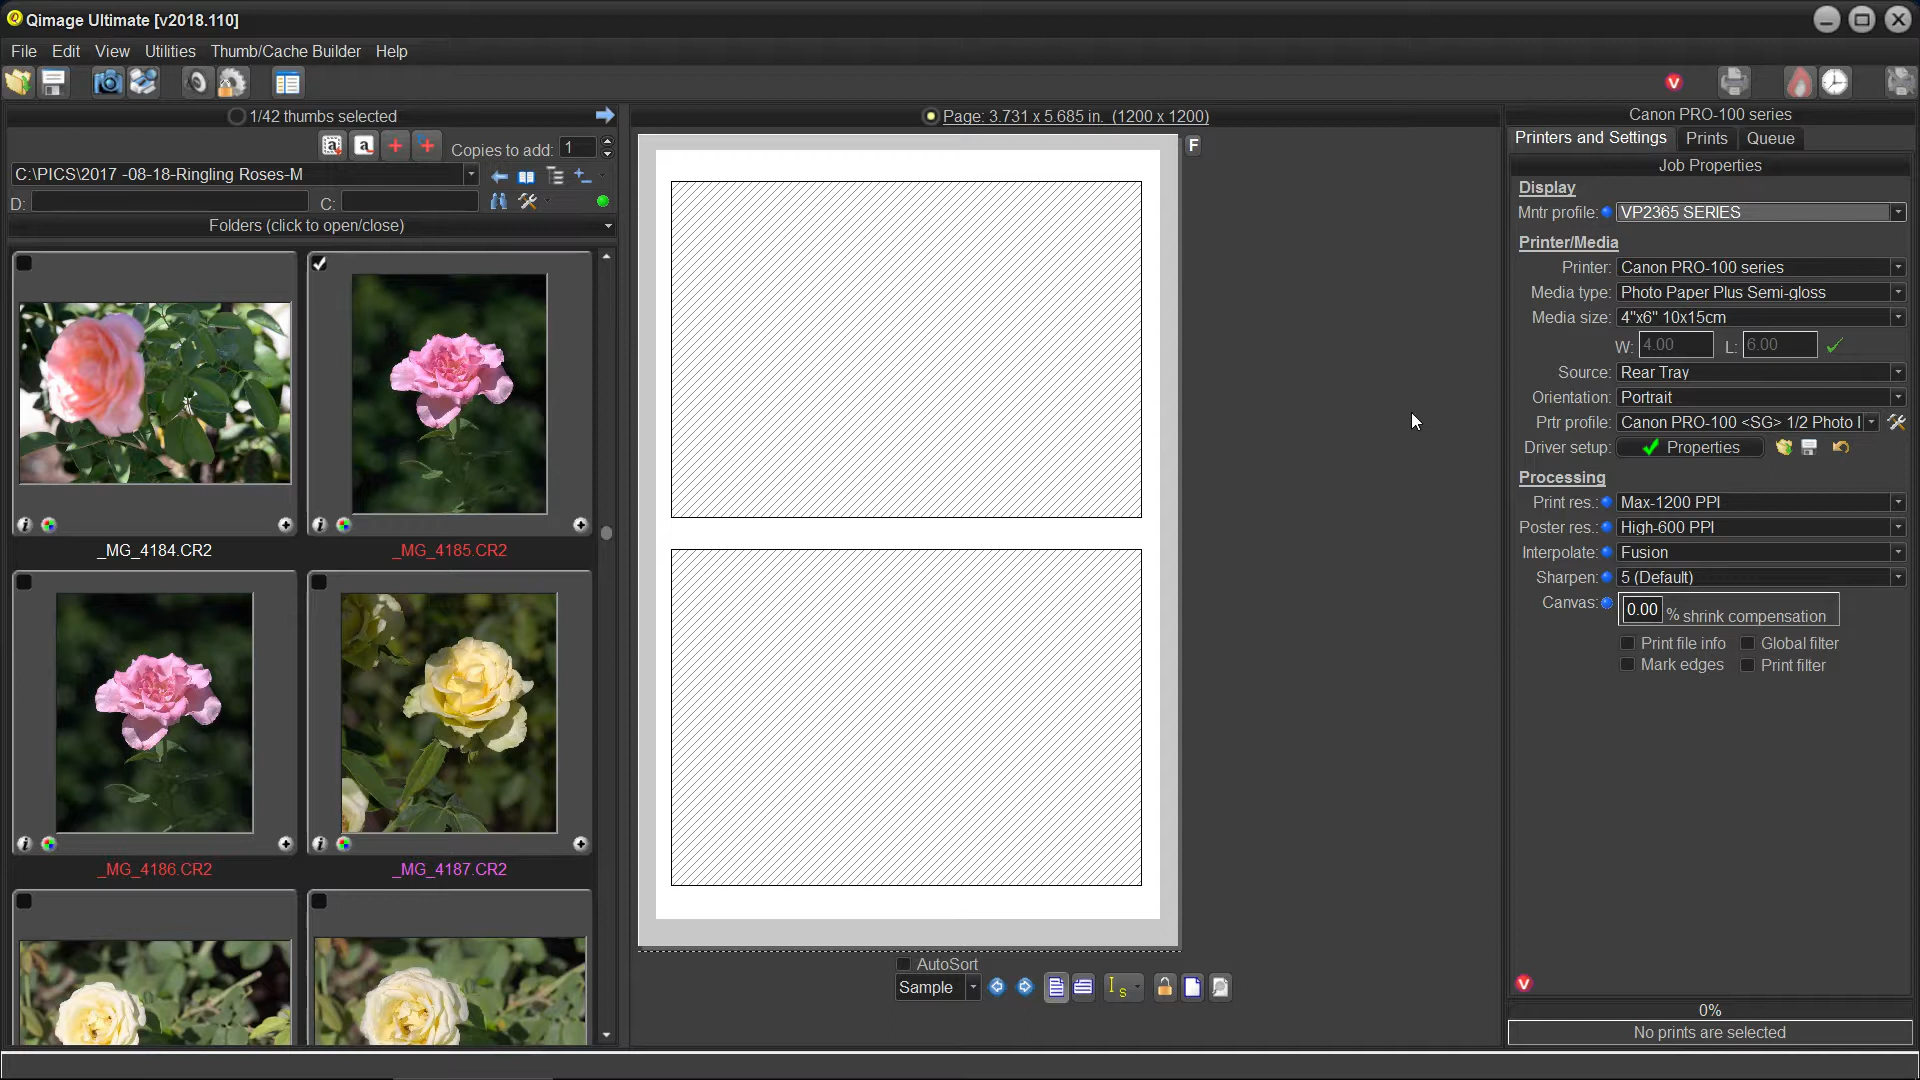 Qimage Ultimate [v2018.110]
File Edit View Utilities Thumb/Cache Builder Help
1/42 thumbs selected
Copies to add: 1
C:\PICS\2017 -08-18-Ringling Roses-M
D: C:
Folders (click to open/close)
_MG_4184.CR2
_MG_4185.CR2
_MG_4186.CR2
_MG_4187.CR2
Page: 3.731 x 5.685 in. (1200 x 1200)
F
AutoSort
Sample
Canon PRO-100 series
Printers and Settings Prints Queue
Job Properties
Display
Mntr profile: VP2365 SERIES
Printer/Media
Printer: Canon PRO-100 series
Media type: Photo Paper Plus Semi-gloss
Media size: 4"x6" 10x15cm
W: 4.00 L: 6.00
Source: Rear Tray
Orientation: Portrait
Prtr profile: Canon PRO-100 <SG> 1/2 Photo
Driver setup: Properties
Processing
Print res.: Max-1200 PPI
Poster res.: High-600 PPI
Interpolate: Fusion
Sharpen: 5 (Default)
Canvas: 0.00 % shrink compensation
Print file info Global filter
Mark edges Print filter
0%
No prints are selected